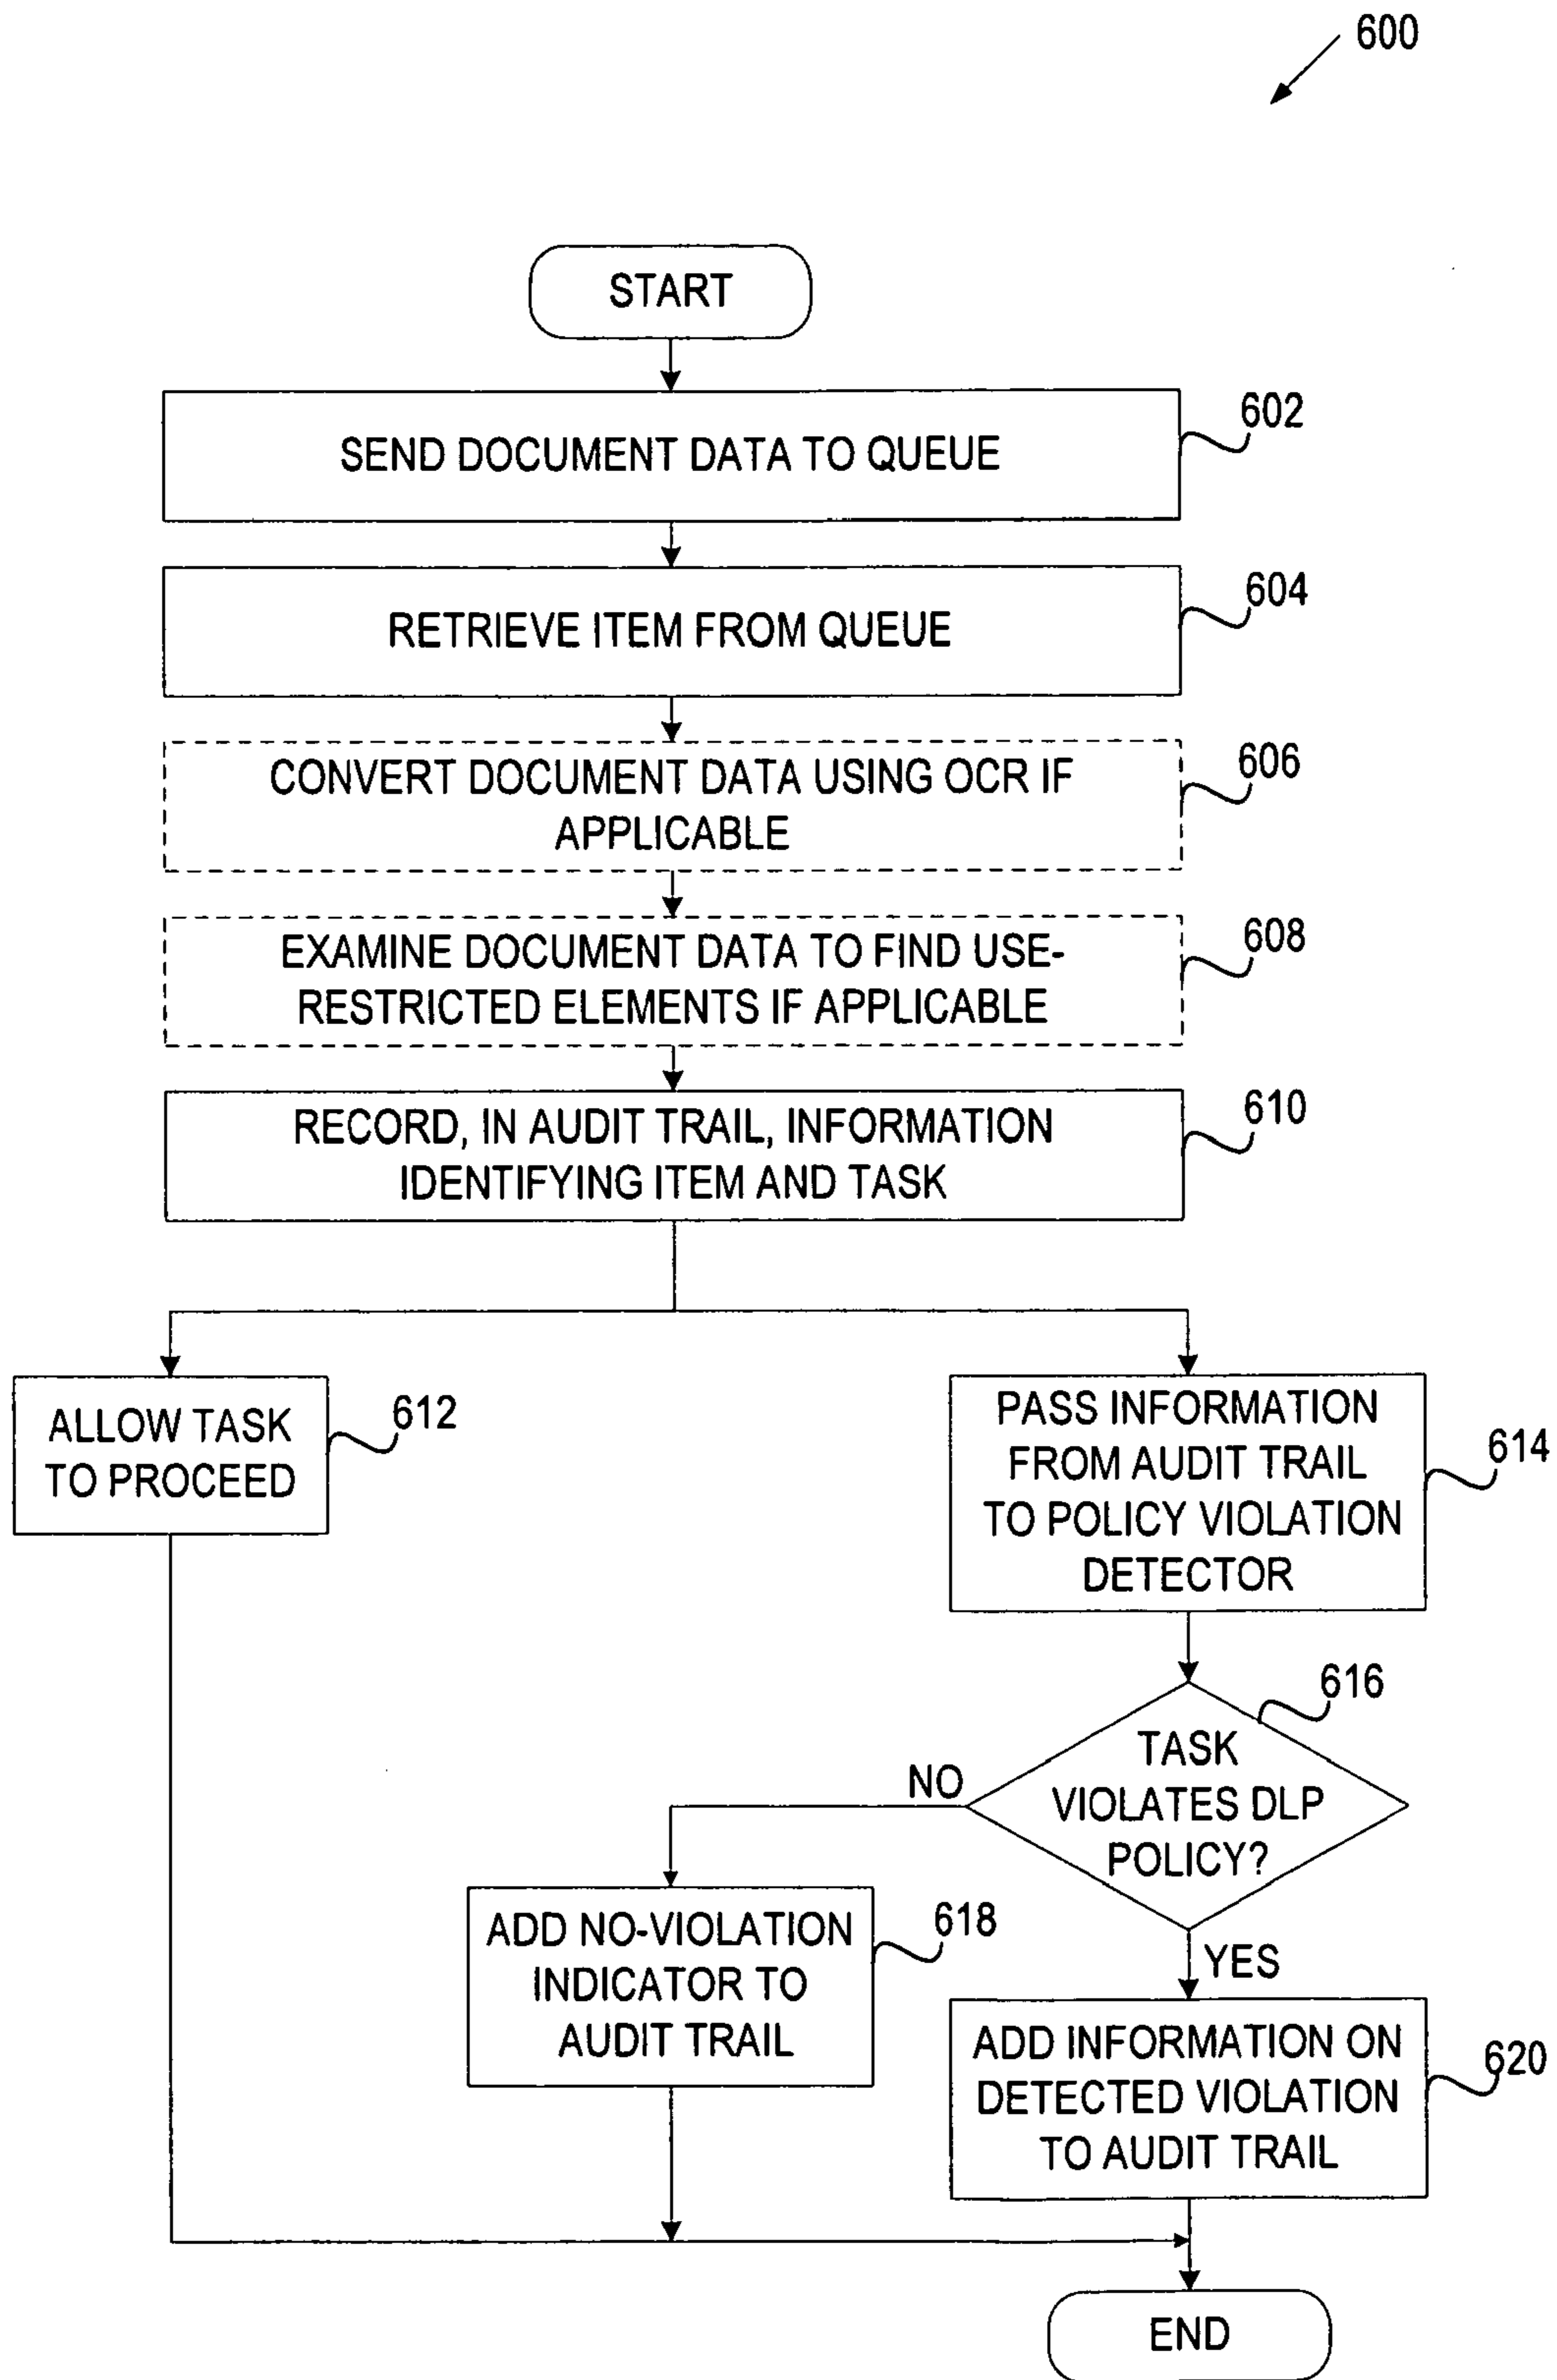 600
START
SEND DOCUMENT DATA TO QUEUE
602
RETRIEVE ITEM FROM QUEUE
604
CONVERT DOCUMENT DATA USING OCR IF
APPLICABLE
606
EXAMINE DOCUMENT DATA TO FIND USE-
RESTRICTED ELEMENTS IF APPLICABLE
608
RECORD, IN AUDIT TRAIL, INFORMATION
IDENTIFYING ITEM AND TASK
610
ALLOW TASK
TO PROCEED
612
PASS INFORMATION
FROM AUDIT TRAIL
TO POLICY VIOLATION
DETECTOR
614
TASK
VIOLATES DLP
POLICY?
616
NO
ADD NO-VIOLATION
INDICATOR TO
AUDIT TRAIL
618
YES
ADD INFORMATION ON
DETECTED VIOLATION
TO AUDIT TRAIL
620
END